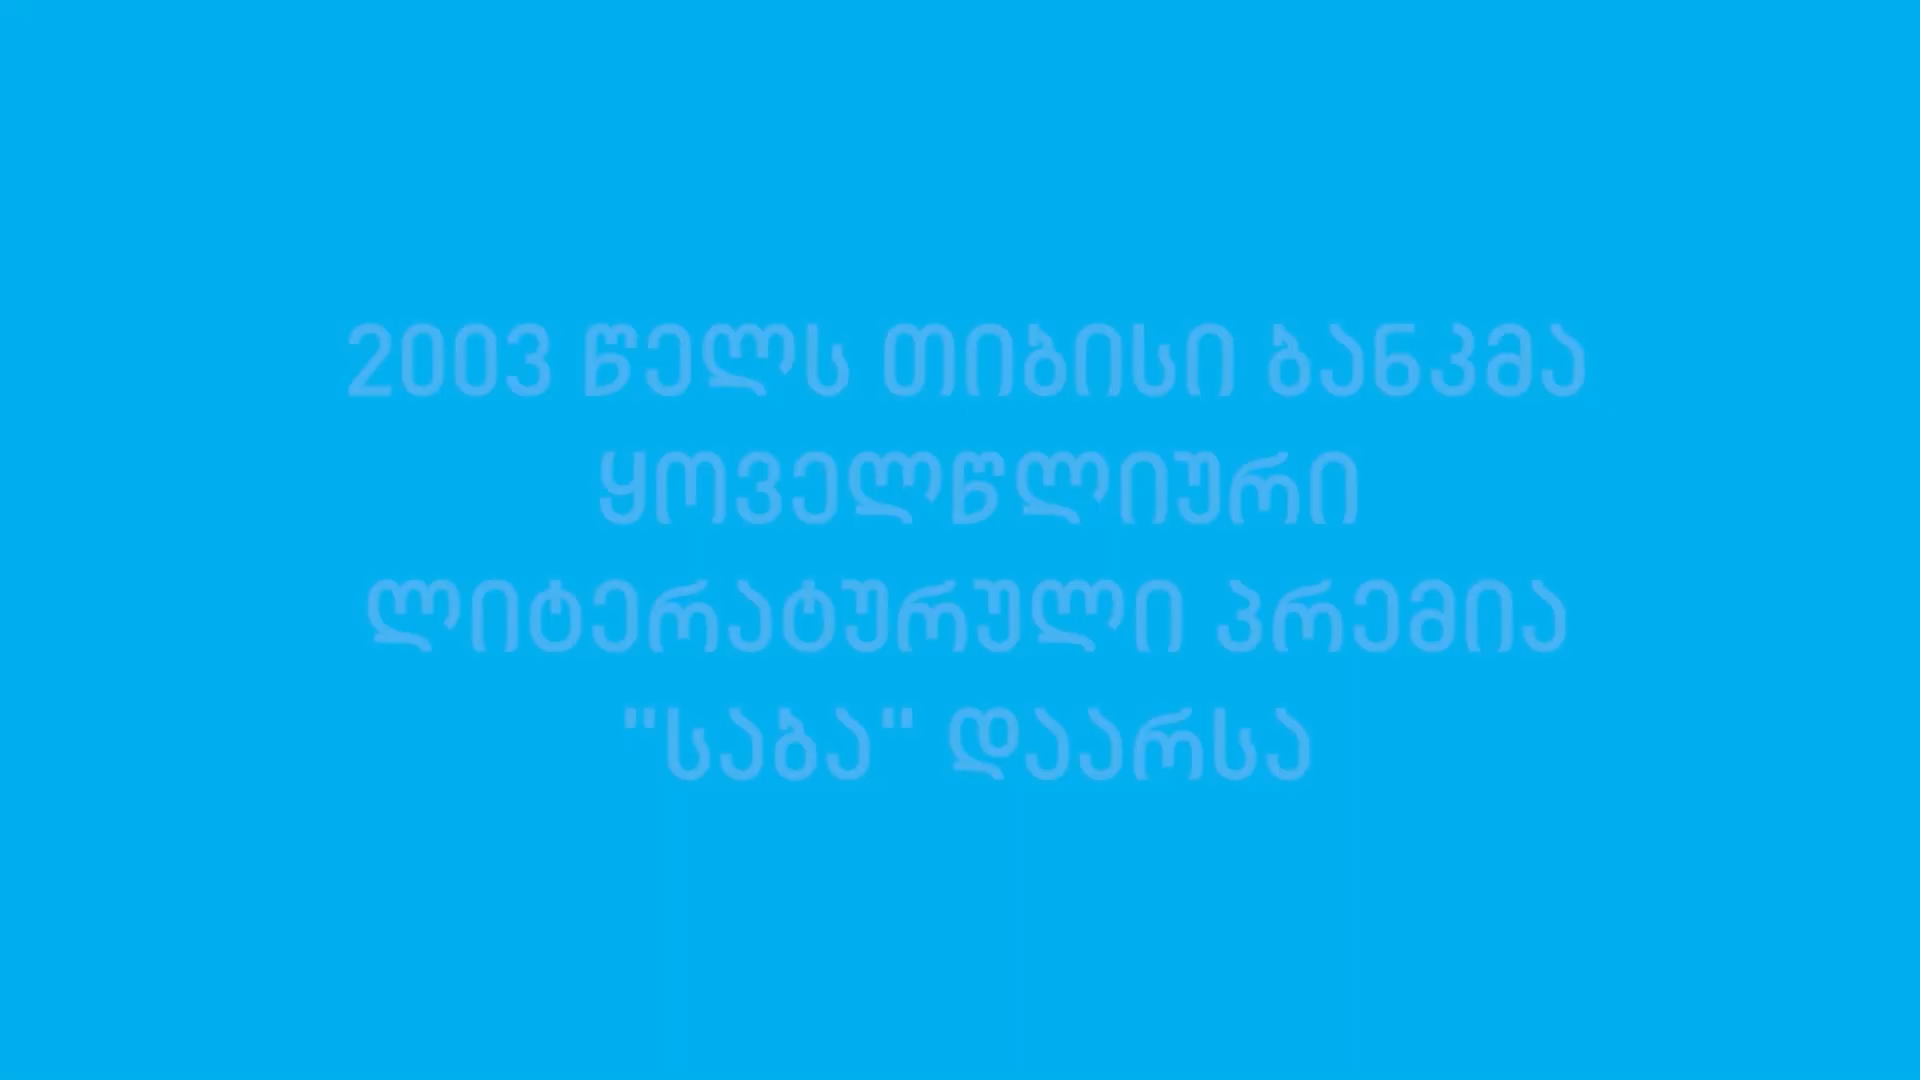 2003 წელს თიბისი ბანკმა
ყოველწლიური
ლიტერატურული პრემია
"საბა" დაარსა